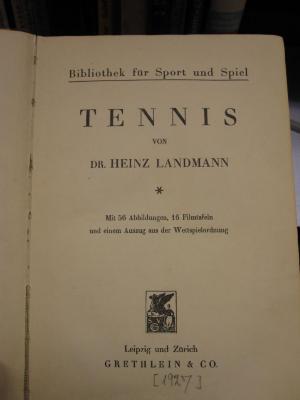 Bibliothek für Sport und Spiel
TENNIS
VON
DR. HEINZ LANDMANN
*
Mit 56 Abbildungen, 16 Filmtafeln
und einem Auszug aus der Wettspielordnung
Leipzig und Zürich
GRETHLEIN & CO.
[1927]